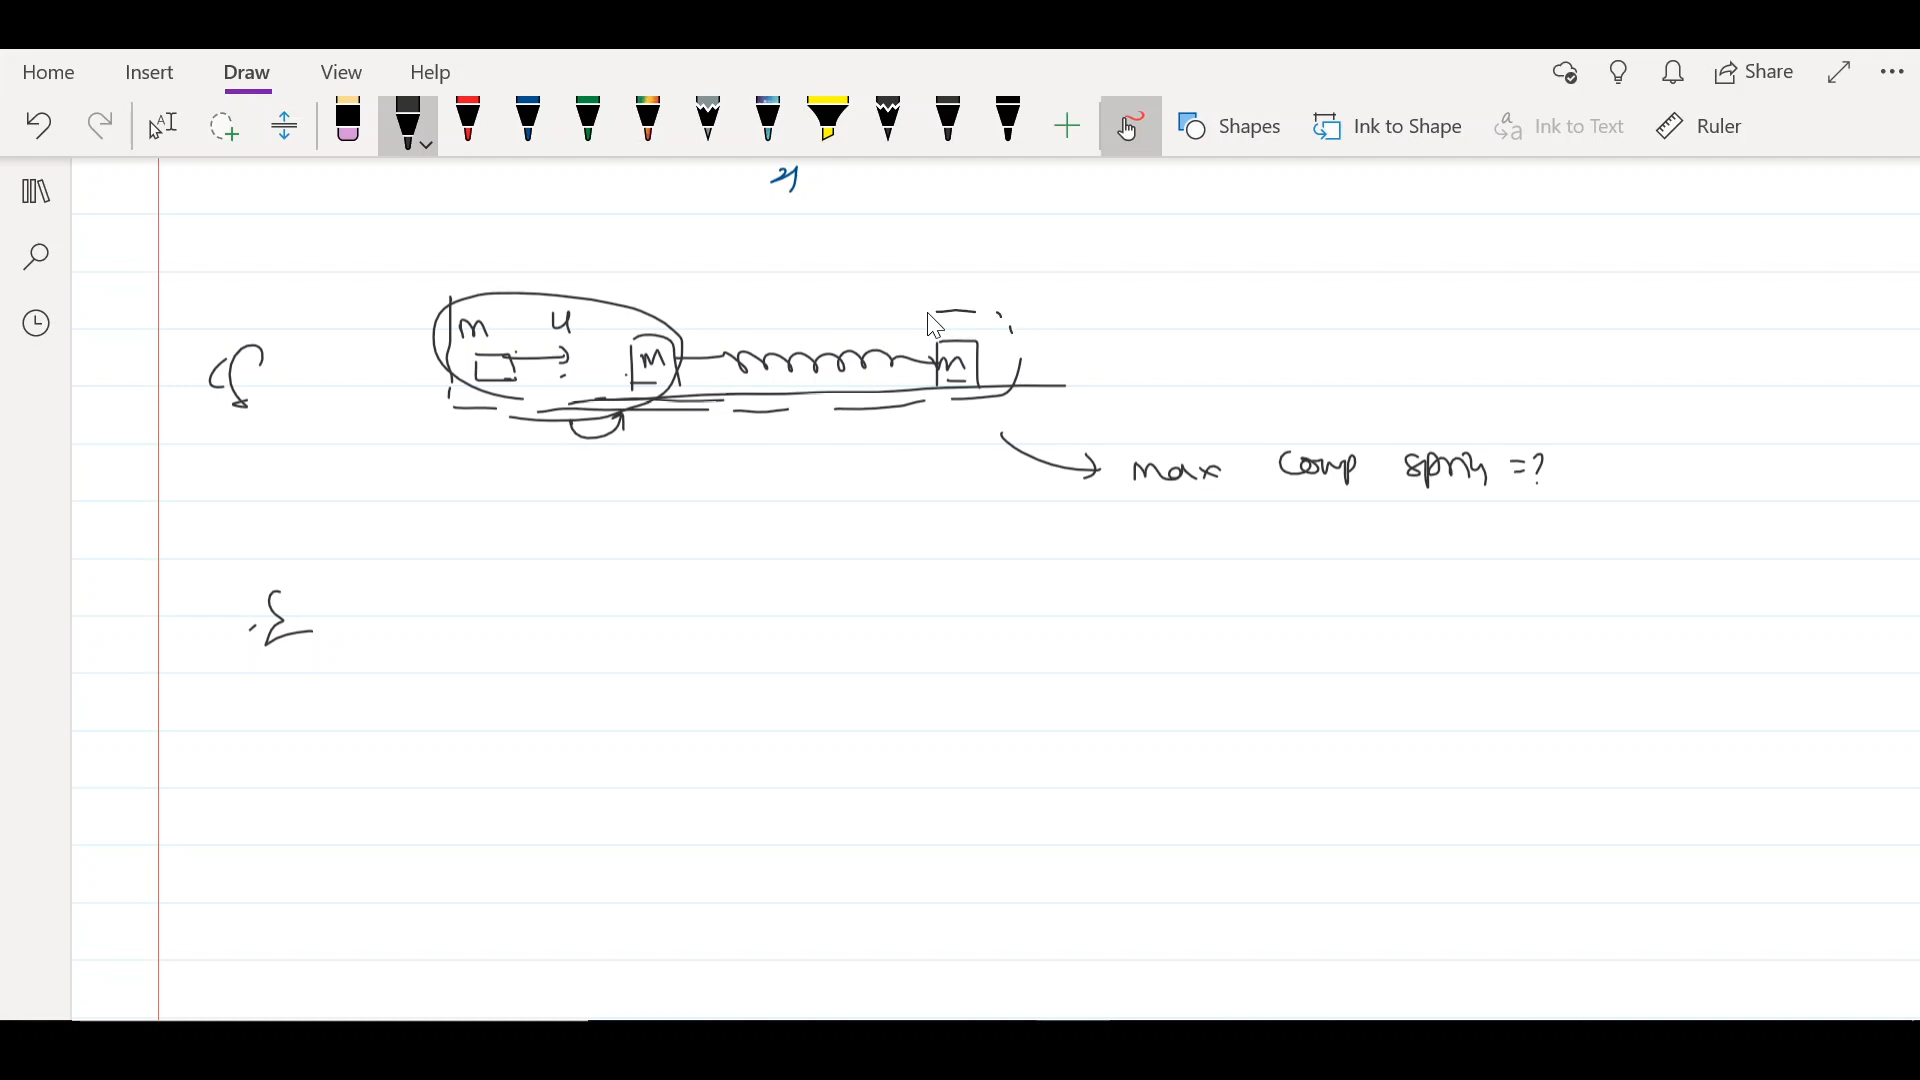 Home Insert Draw View Help Share
Shapes Ink to Shape Ink to Text Ruler
m u
m m
max comp spring =?